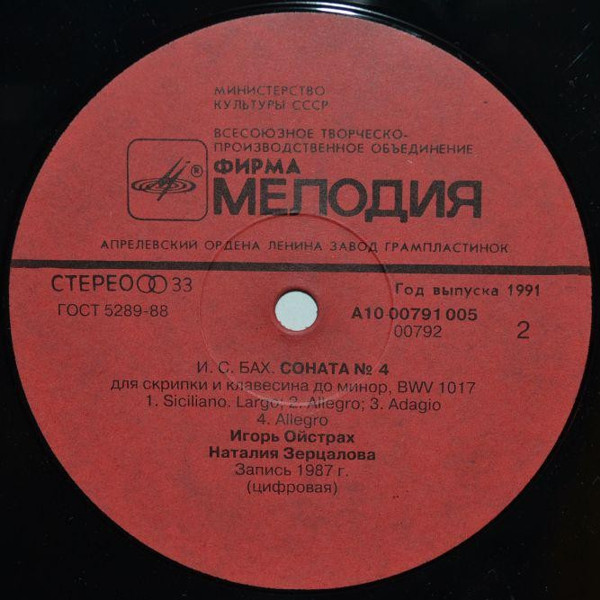 МИНИСТЕРСТВО
КУЛЬТУРЫ СССР
ВСЕСОЮЗНОЕ ТВОРЧЕСКО-
ПРОИЗВОДСТВЕННОЕ ОБЪЕДИНЕНИЕ
ФИРМА
® МЕЛОДИЯ
АПРЕЛЕВСКИЙ ОРДЕНА ЛЕНИНА ЗАВОД ГРАМПЛАСТИНОК
СТЕРЕО 33
Год выпуска 1991
ГОСТ 5289-88
А10 00791 005
00792
2
И. С. БАХ. СОНАТА № 4
для скрипки и клавесина до минор, BWV 1017
1. Siciliano. Largo; 2. Allegro; 3. Adagio
4. Allegro
Игорь Ойстрах
Наталия Зерцалова
Запись 1987 г.
(цифровая)